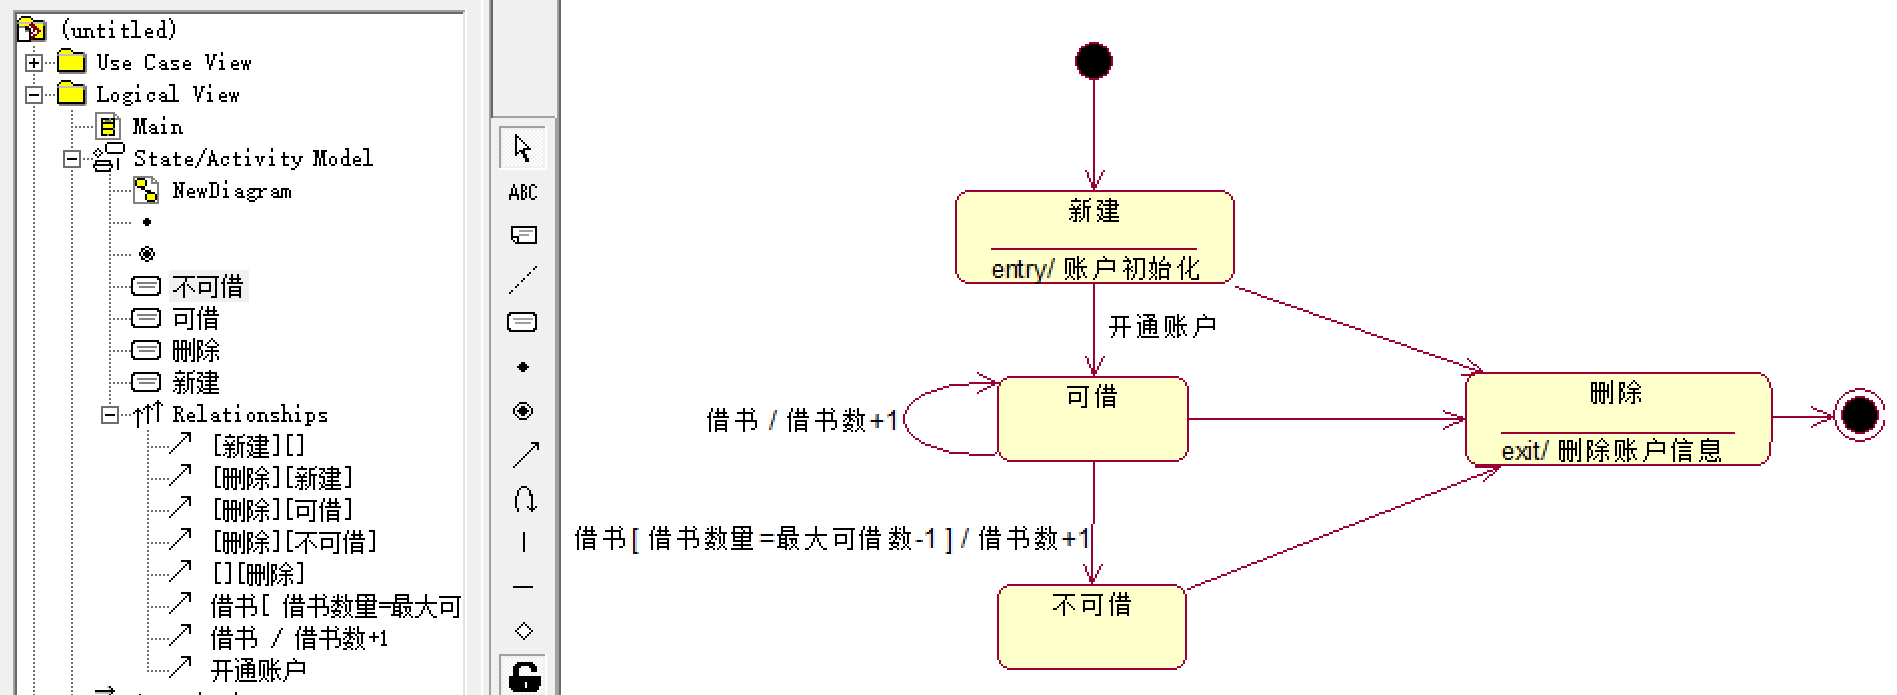 (untitled)
Use Case View
Logical View
Main
State/Activity Model
NewDiagram
不可借
可借
删除
新建
Relationships
[新建][]
[删除][新建]
[删除][可借]
[删除][不可借]
[][删除]
借书[ 借书数量=最大可
借书 / 借书数+1
开通账户
ABC
新建
entry/ 账户初始化
开通账户
可借
借书 / 借书数+1
删除
exit/ 删除账户信息
借书[ 借书数量=最大可借数-1 ] / 借书数+1
不可借